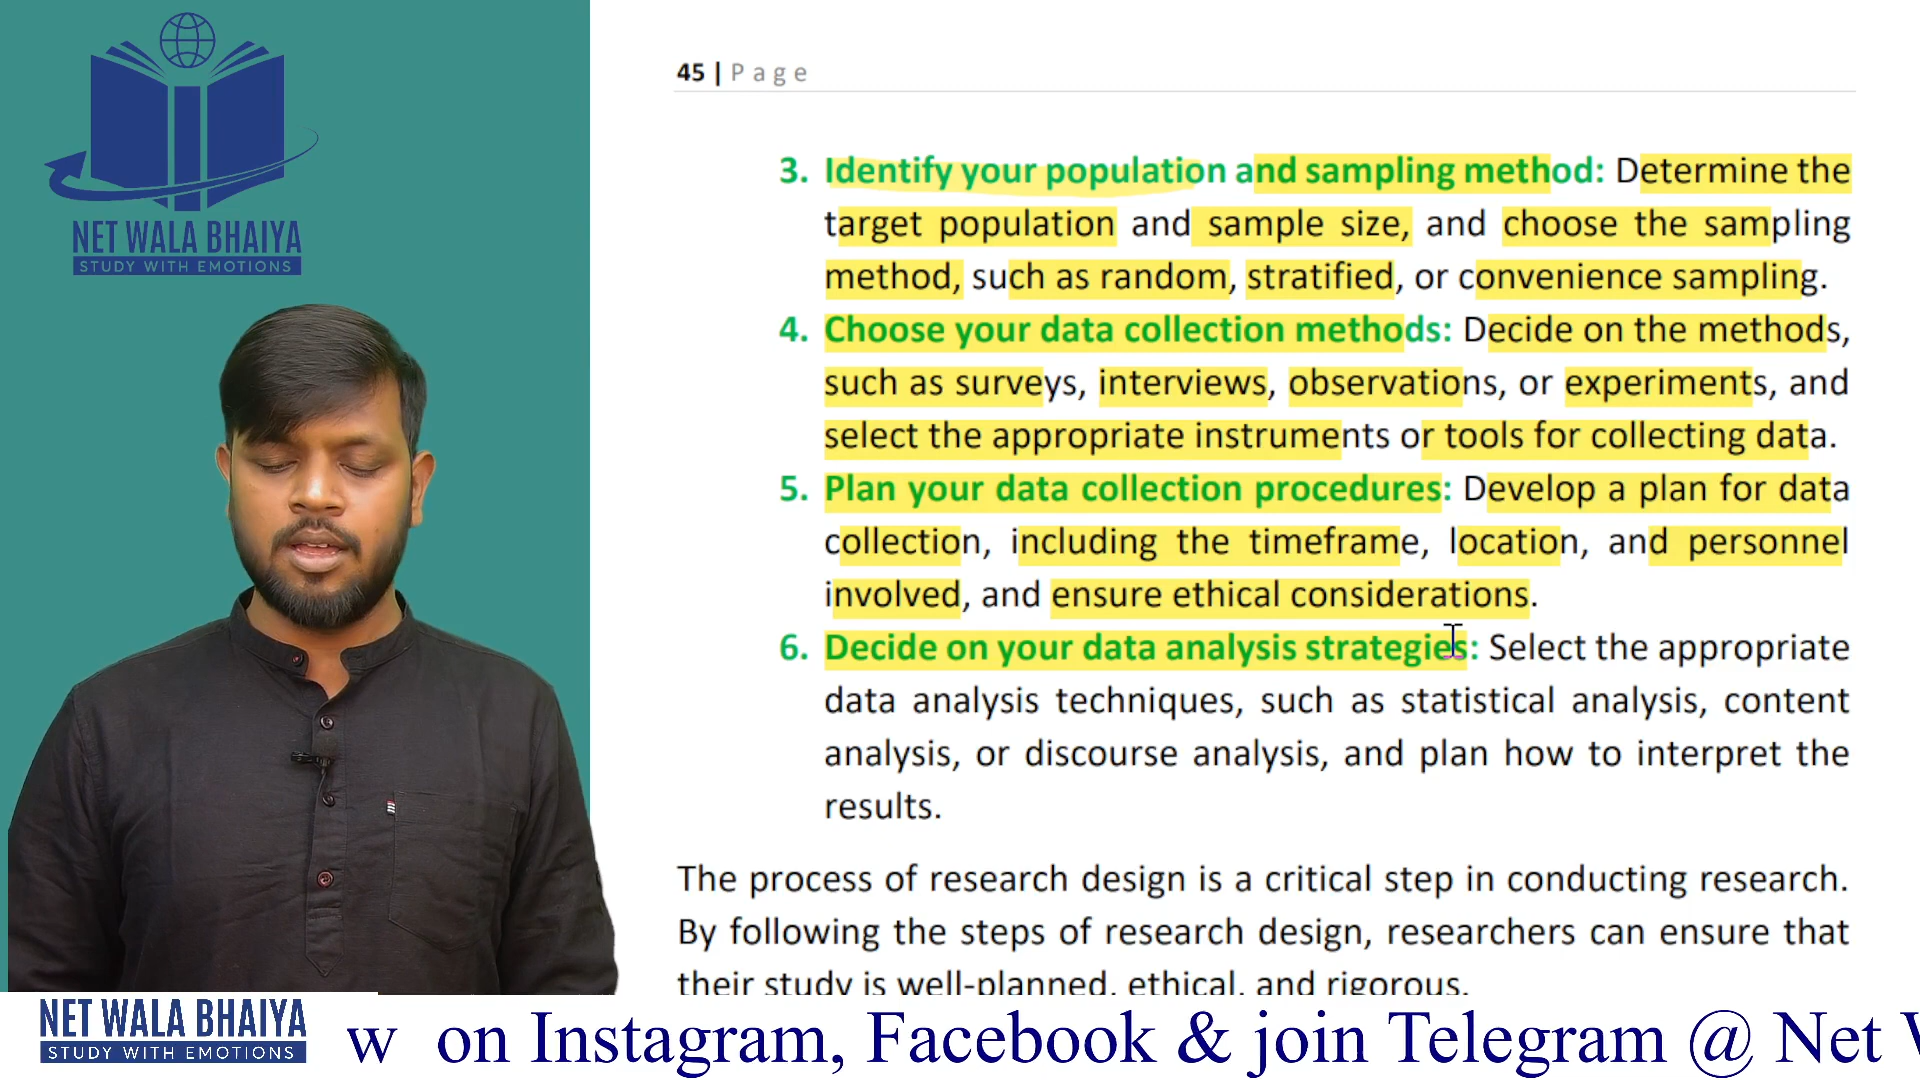 NET WALA BHAIYA
STUDY WITH EMOTIONS
45 | Page
3. Identify your population and sampling method: Determine the
target population and sample size, and choose the sampling
method, such as random, stratified, or convenience sampling.
4. Choose your data collection methods: Decide on the methods,
such as surveys, interviews, observations, or experiments, and
select the appropriate instruments or tools for collecting data.
5. Plan your data collection procedures: Develop a plan for data
collection, including the timeframe, location, and personnel
involved, and ensure ethical considerations.
6. Decide on your data analysis strategies: Select the appropriate
data analysis techniques, such as statistical analysis, content
analysis, or discourse analysis, and plan how to interpret the
results.
The process of research design is a critical step in conducting research.
By following the steps of research design, researchers can ensure that
their study is well-planned, ethical, and rigorous.
NET WALA BHAIYA
STUDY WITH EMOTIONS
w on Instagram, Facebook & join Telegram @ Net